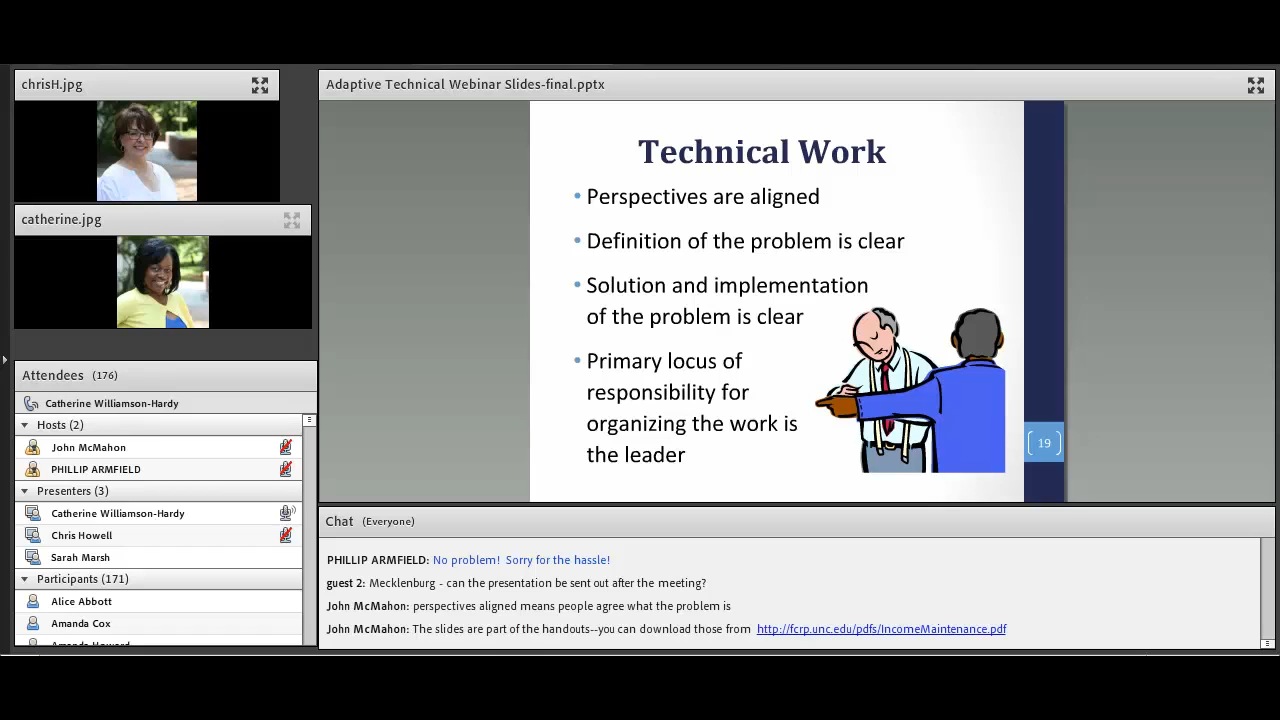 chrisH.jpg
catherine.jpg
Attendees (176)
Catherine Williamson-Hardy
Hosts (2)
John McMahon
PHILLIP ARMFIELD
Presenters (3)
Catherine Williamson-Hardy
Chris Howell
Sarah Marsh
Participants (171)
Alice Abbott
Amanda Cox
Amanda Howard
Adaptive Technical Webinar Slides-final.pptx
Technical Work
• Perspectives are aligned
• Definition of the problem is clear
• Solution and implementation
of the problem is clear
• Primary locus of
responsibility for
organizing the work is
the leader
19
Chat (Everyone)
PHILLIP ARMFIELD: No problem! Sorry for the hassle!
guest 2: Mecklenburg - can the presentation be sent out after the meeting?
John McMahon: perspectives aligned means people agree what the problem is
John McMahon: The slides are part of the handouts--you can download those from http://fcrp.unc.edu/pdfs/IncomeMaintenance.pdf